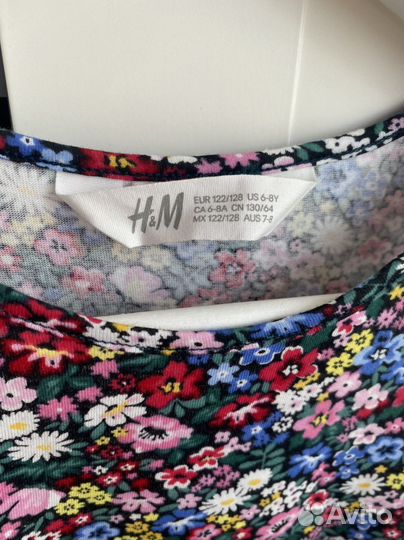 H&M
EUR 122/128 US 6-8Y
CA 6-8A CN 130/64
MX 122/128 AUS 7-8
Avito